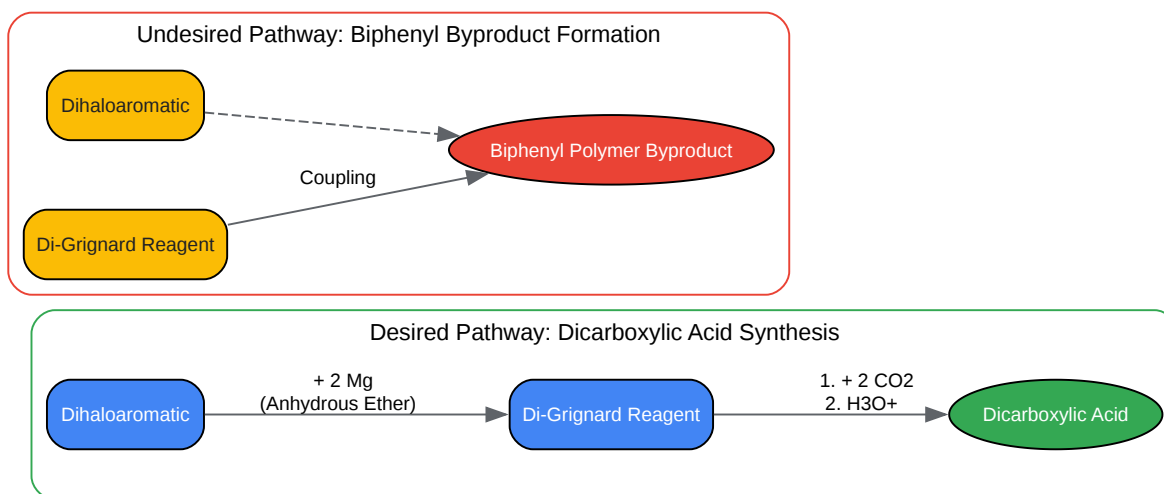 Undesired Pathway: Biphenyl Byproduct Formation
Dihaloaromatic
Biphenyl Polymer Byproduct
Coupling
Di-Grignard Reagent
Desired Pathway: Dicarboxylic Acid Synthesis
Dihaloaromatic
+ 2 Mg
(Anhydrous Ether)
Di-Grignard Reagent
1. + 2 CO2
2. H3O+
Dicarboxylic Acid